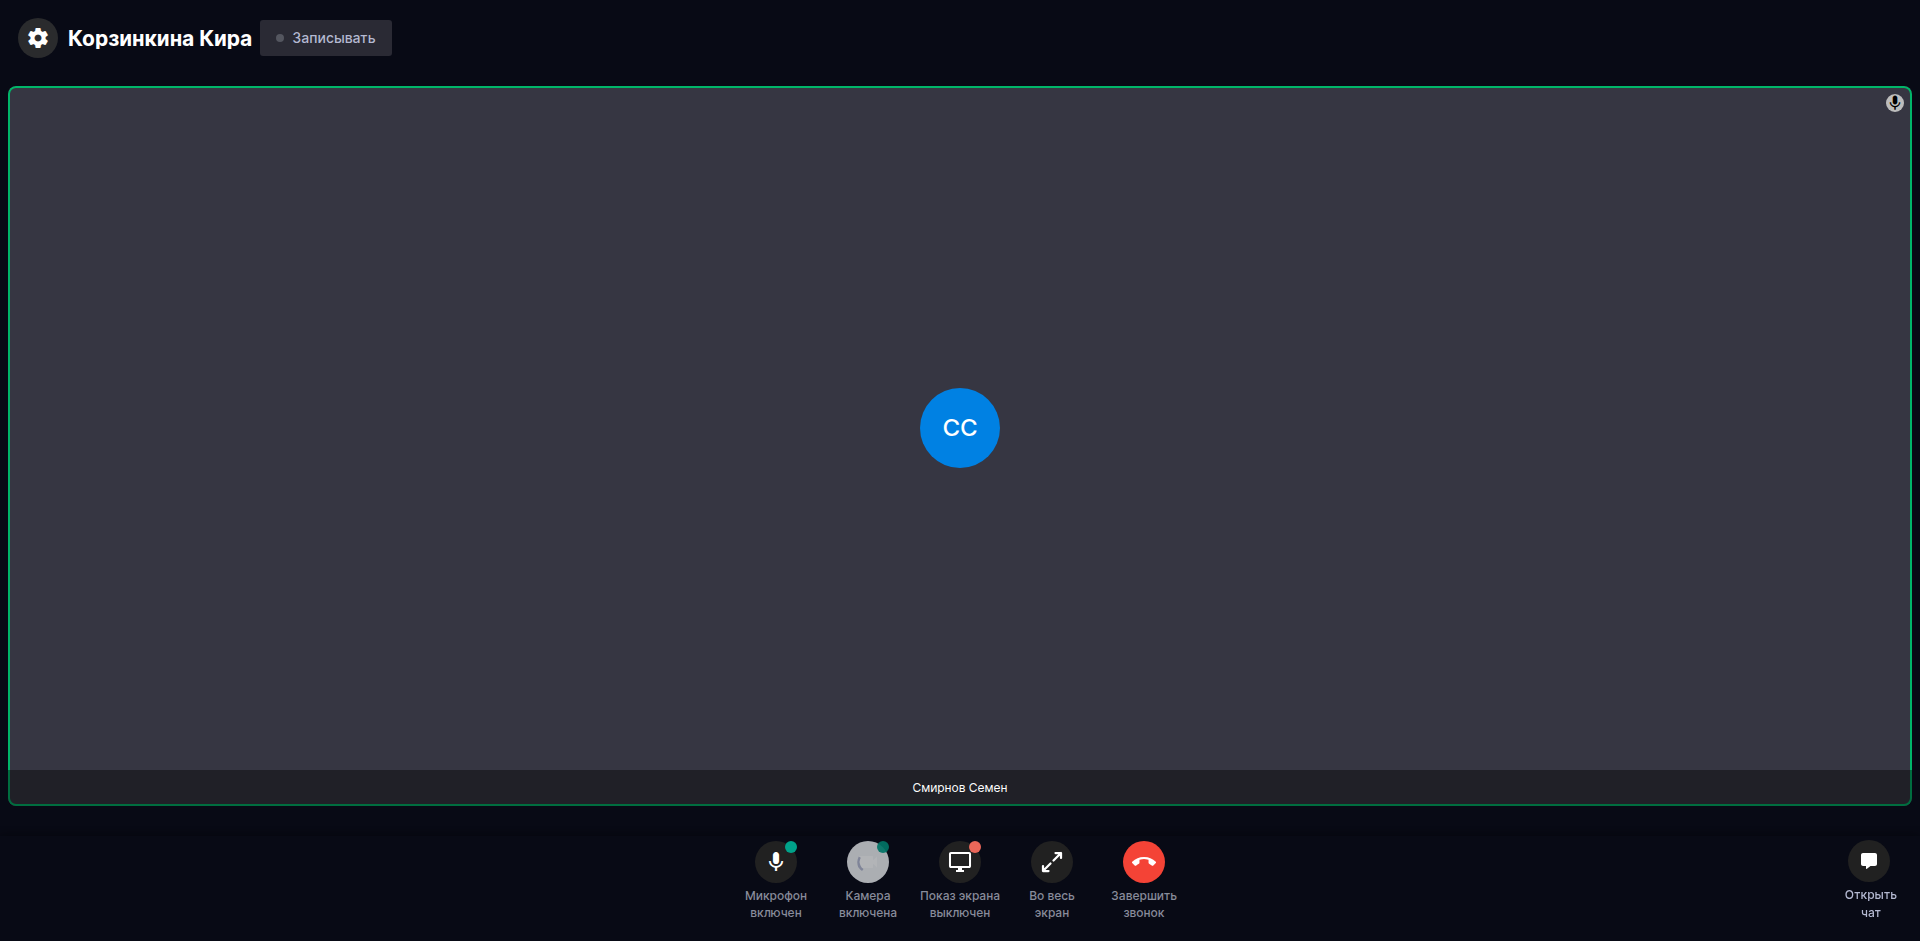 Корзинкина Кира
Записывать
СС
Смирнов Семен
Микрофон
включен
Камера
включена
Показ экрана
выключен
Во весь
экран
Завершить
звонок
Открыть
чат